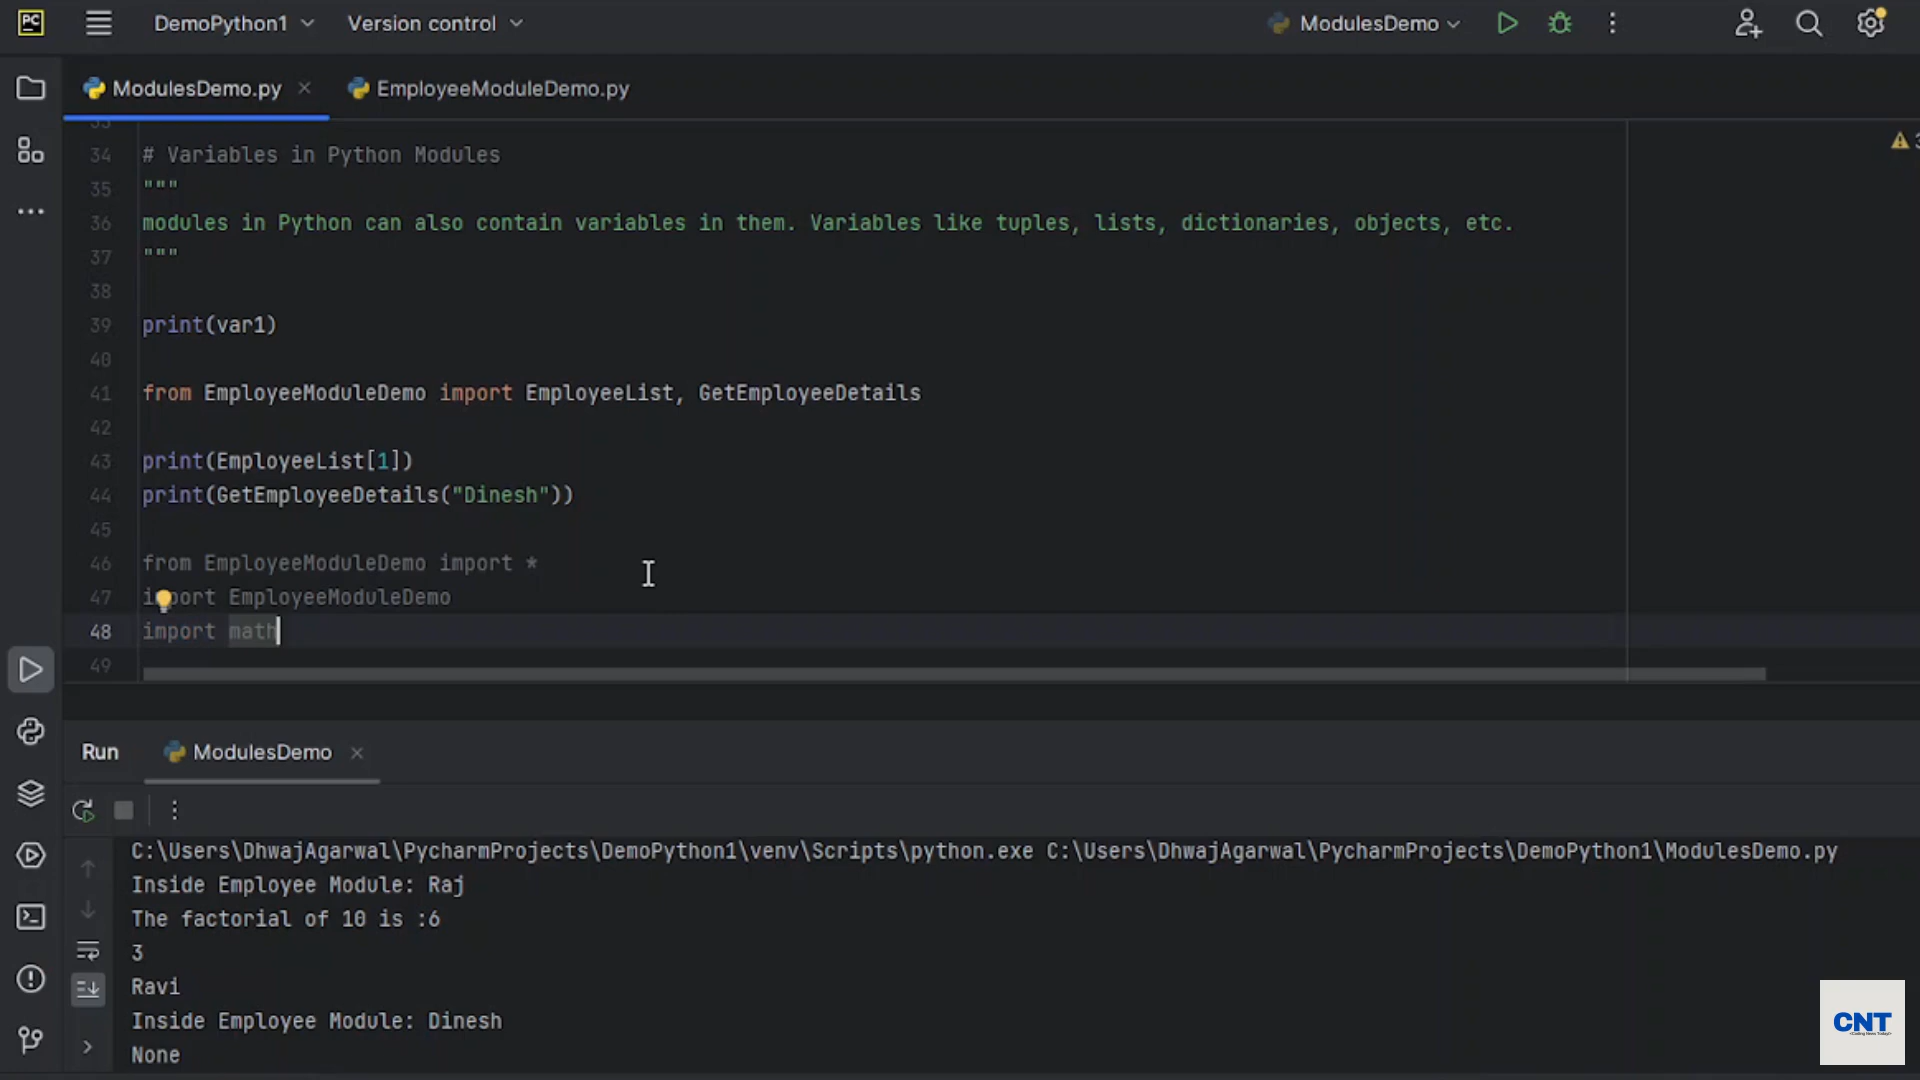 PC DemoPython1 Version control ModulesDemo
ModulesDemo.py EmployeeModuleDemo.py
33
34 # Variables in Python Modules
35 """
36 modules in Python can also contain variables in them. Variables like tuples, lists, dictionaries, objects, etc.
37 """
38
39 print(var1)
40
41 from EmployeeModuleDemo import EmployeeList, GetEmployeeDetails
42
43 print(EmployeeList[1])
44 print(GetEmployeeDetails("Dinesh"))
45
46 from EmployeeModuleDemo import *
47 import EmployeeModuleDemo
48 import math
49
Run ModulesDemo
C:\Users\DhwajAgarwal\PycharmProjects\DemoPython1\venv\Scripts\python.exe C:\Users\DhwajAgarwal\PycharmProjects\DemoPython1\ModulesDemo.py
Inside Employee Module: Raj
The factorial of 10 is :6
3
Ravi
Inside Employee Module: Dinesh
None
CNT